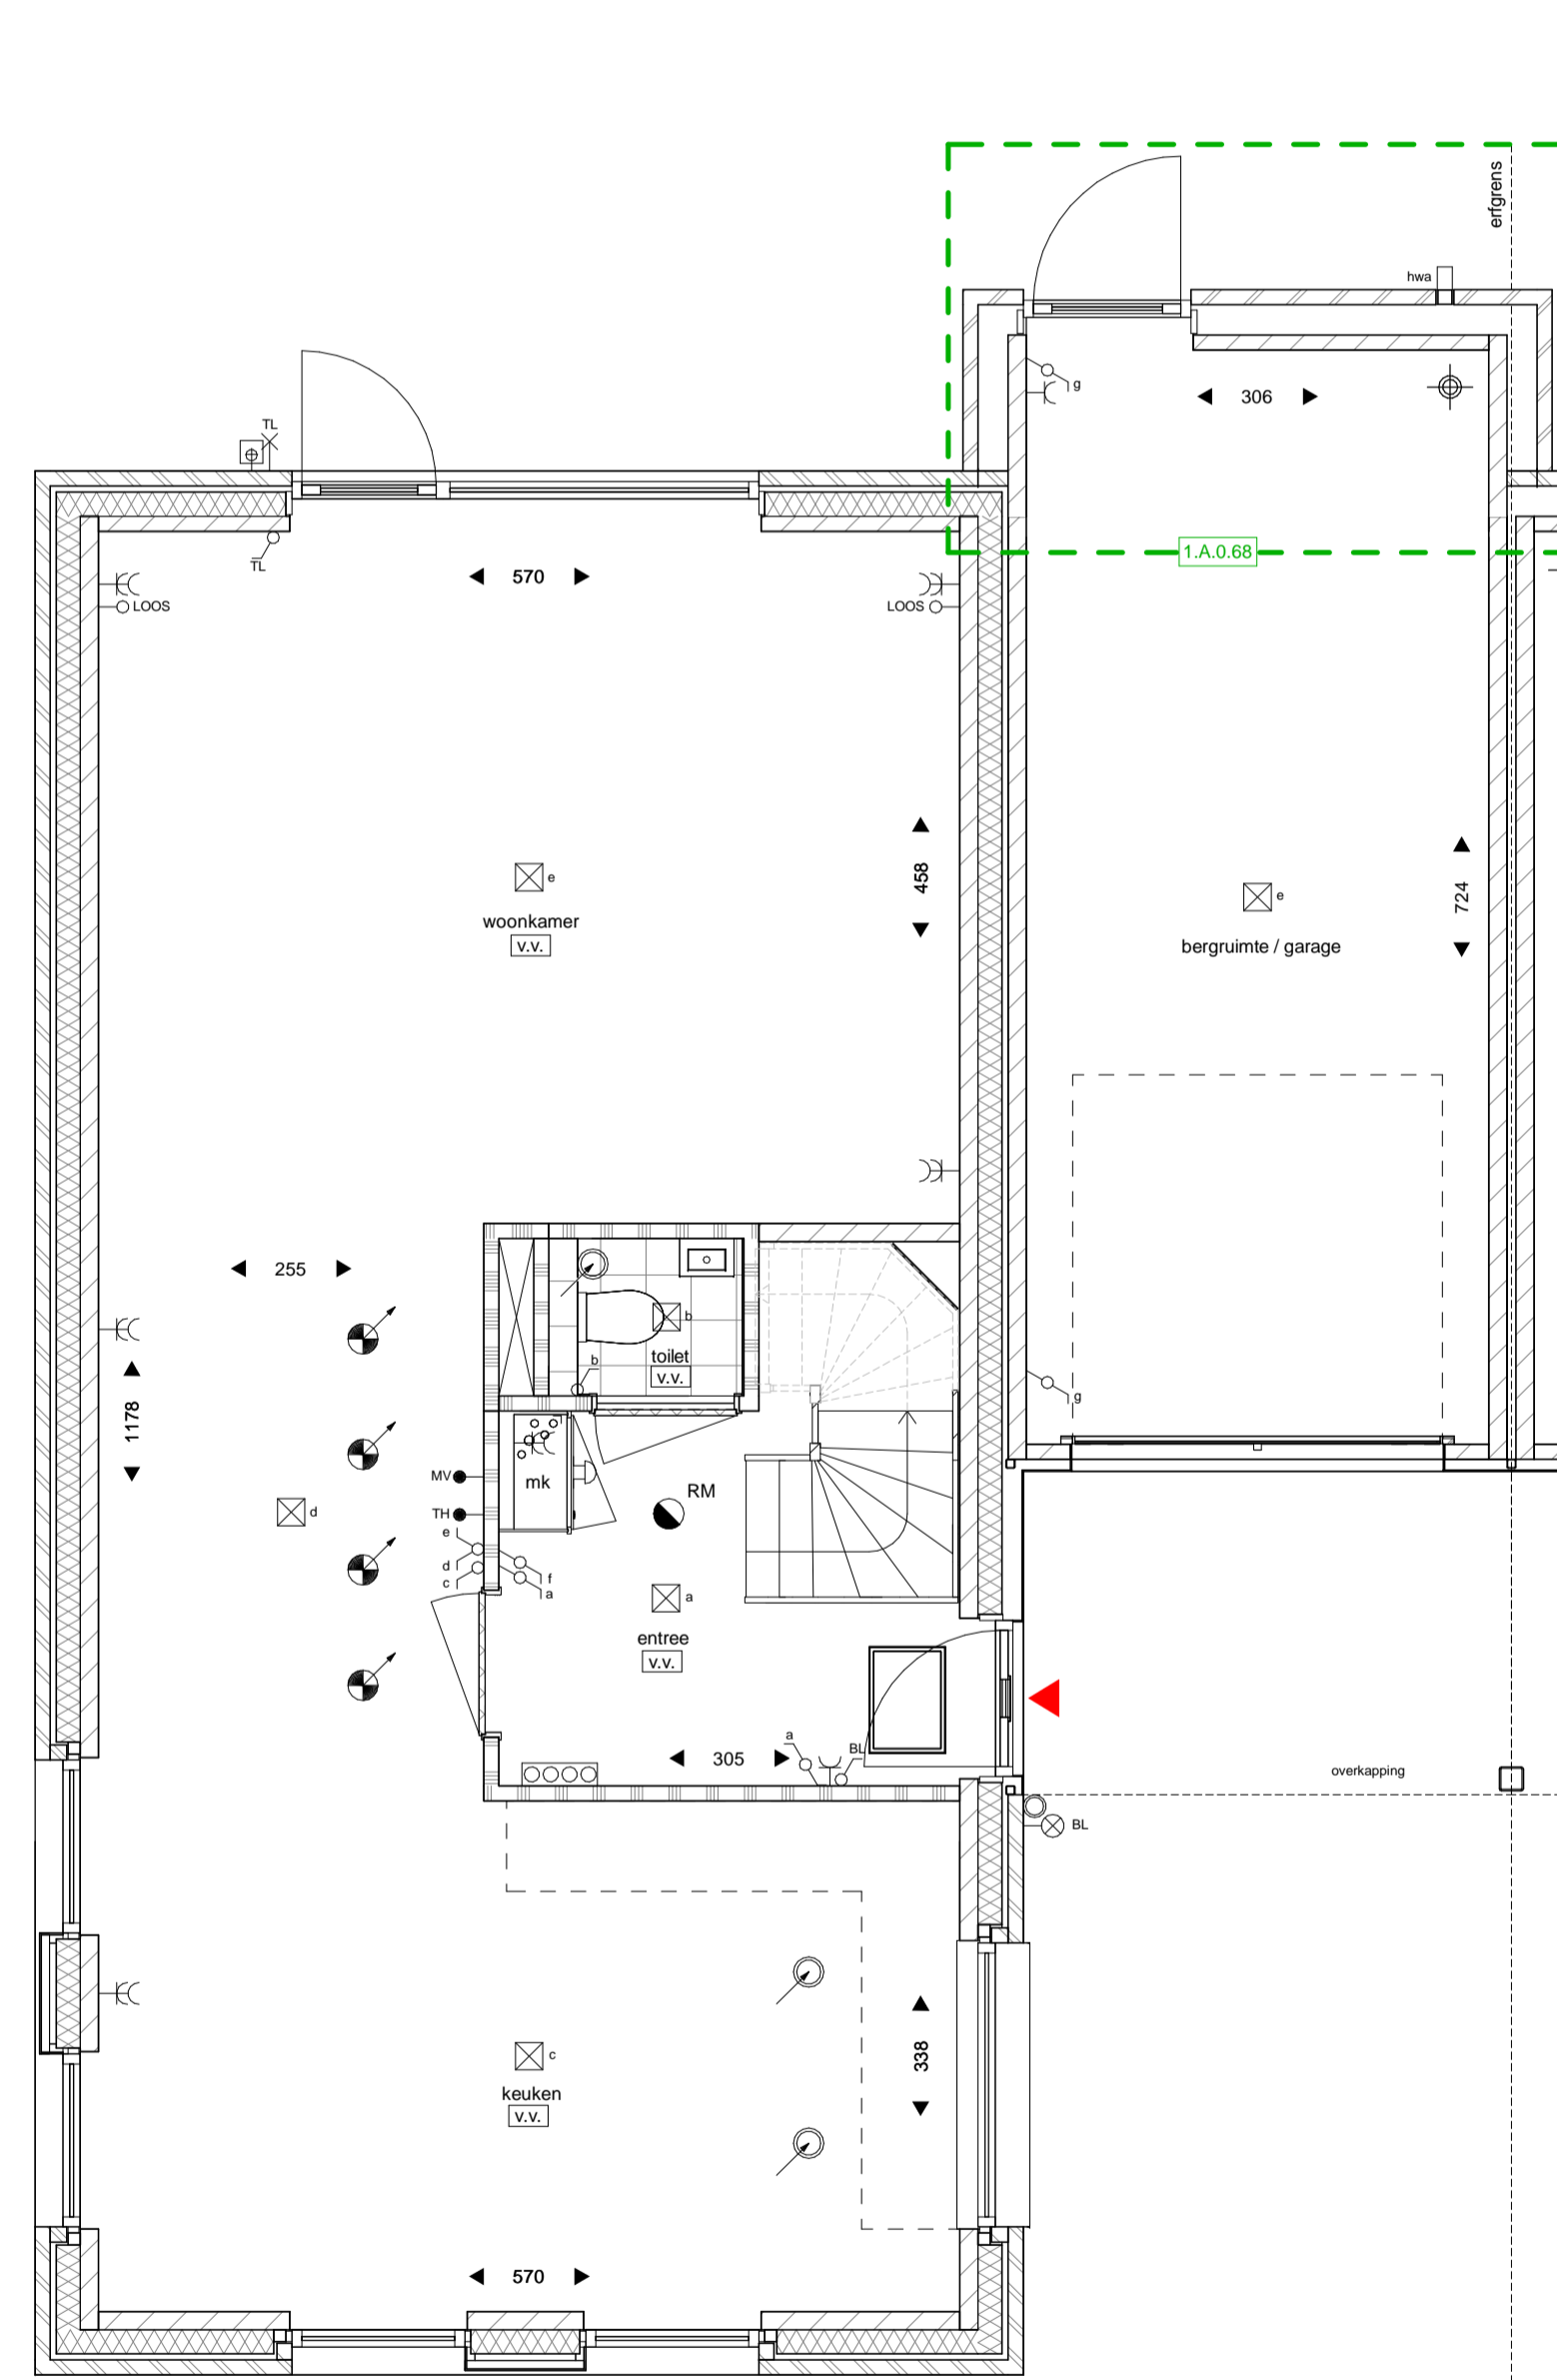 erfgrens
hwa
g
306
TL
TL
570
1.A.0.68
LOOS
LOOS
458
e
woonkamer
v.v.
724
e
bergruimte / garage
255
b
b
toilet
v.v.
1178
g
MV
mk
RM
TH
d
e
d
c
f
a
a
entree
v.v.
305
a
BL
overkapping
BL
338
c
keuken
v.v.
570